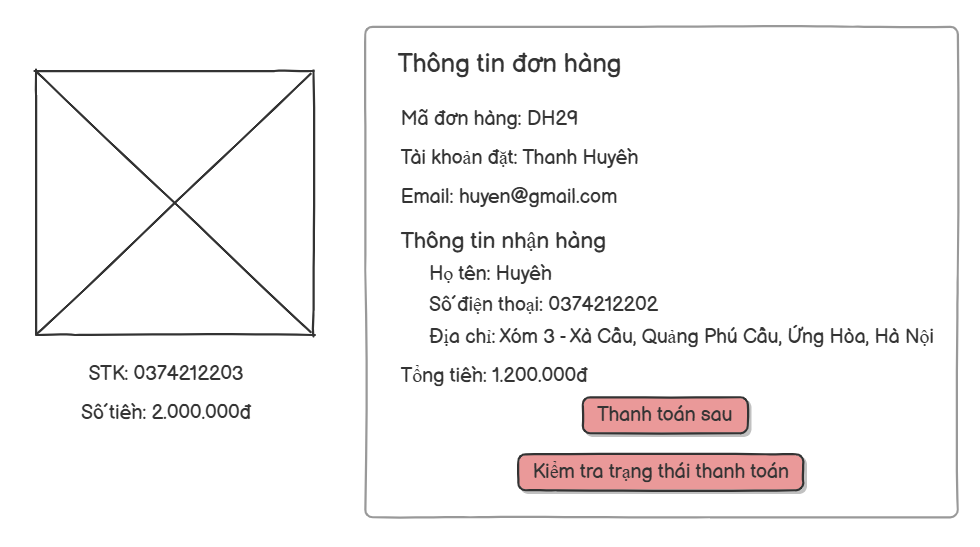 STK: 0374212203
Số tiền: 2.000.000đ
Thông tin đơn hàng
Mã đơn hàng: DH29
Tài khoản đặt: Thanh Huyền
Email: huyen@gmail.com
Thông tin nhận hàng
Họ tên: Huyền
Số điện thoại: 0374212202
Địa chỉ: Xóm 3 - Xà Cầu, Quảng Phú Cầu, Ứng Hòa, Hà Nội
Tổng tiền: 1.200.000đ
Thanh toán sau
Kiểm tra trạng thái thanh toán